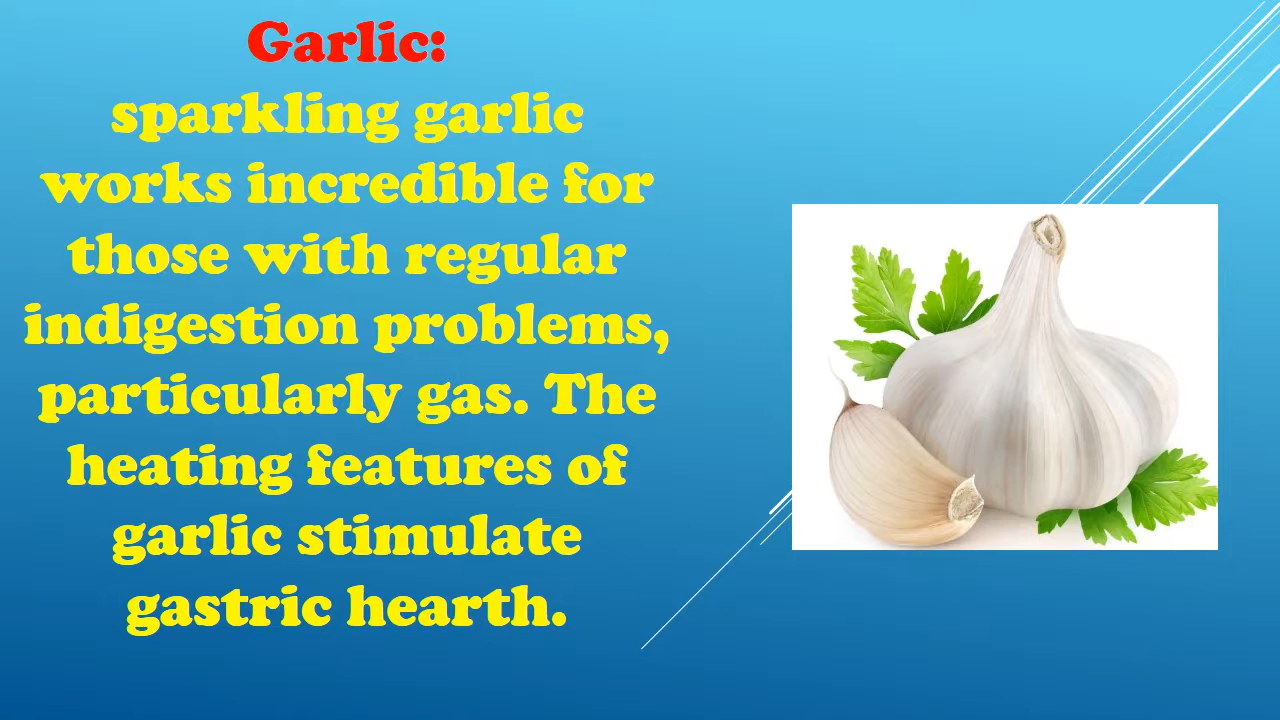 Garlic:
sparkling garlic
works incredible for
those with regular
indigestion problems,
particularly gas. The
heating features of
garlic stimulate
gastric hearth.